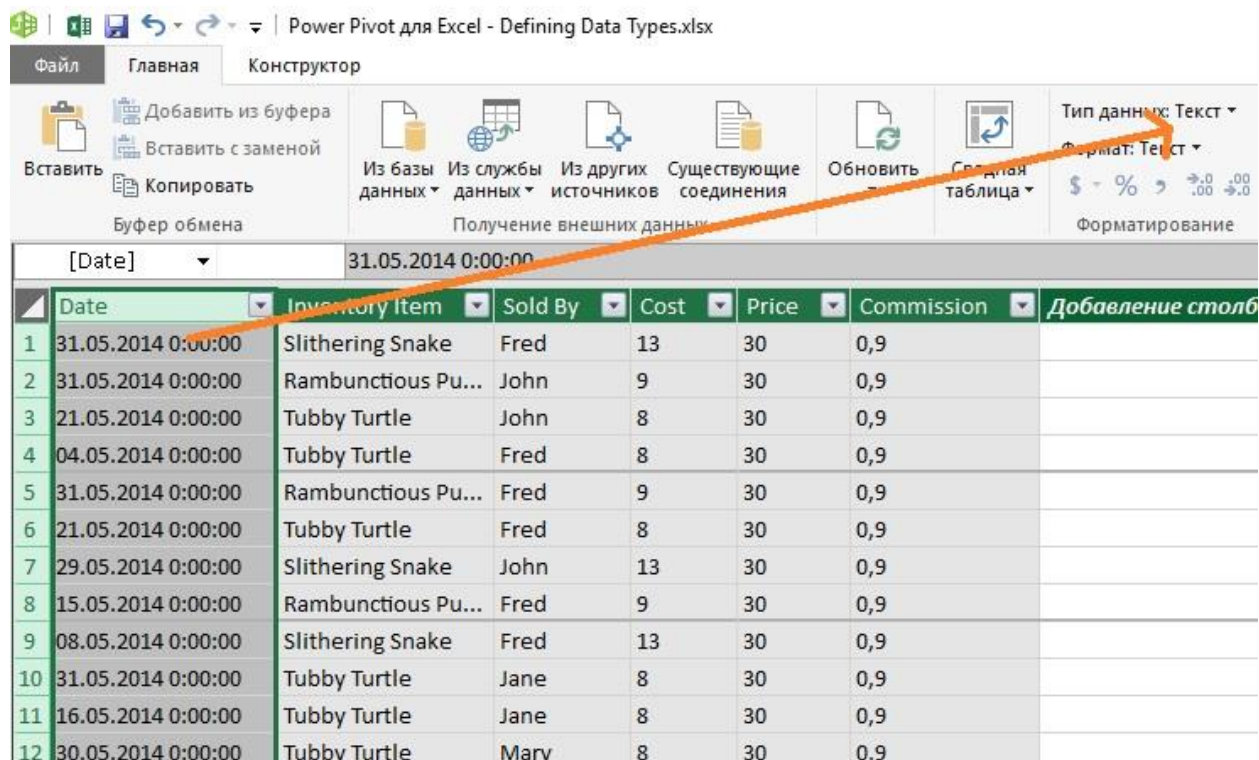 Power Pivot для Excel - Defining Data Types.xlsx
Файл Главная Конструктор
Вставить
Добавить из буфера
Вставить с заменой
Копировать
Буфер обмена
Из базы данных
Из службы данных
Из других источников
Существующие соединения
Получение внешних данных
Обновить
Сводная таблица
Тип данных: Текст
Формат: Текст
$ % 
Форматирование
[Date] 31.05.2014 0:00:00
Date Inventory Item Sold By Cost Price Commission Добавление столб
1 31.05.2014 0:00:00 Slithering Snake Fred 13 30 0,9
2 31.05.2014 0:00:00 Rambunctious Pu... John 9 30 0,9
3 21.05.2014 0:00:00 Tubby Turtle John 8 30 0,9
4 04.05.2014 0:00:00 Tubby Turtle Fred 8 30 0,9
5 31.05.2014 0:00:00 Rambunctious Pu... Fred 9 30 0,9
6 21.05.2014 0:00:00 Tubby Turtle Fred 8 30 0,9
7 29.05.2014 0:00:00 Slithering Snake John 13 30 0,9
8 15.05.2014 0:00:00 Rambunctious Pu... Fred 9 30 0,9
9 08.05.2014 0:00:00 Slithering Snake Fred 13 30 0,9
10 31.05.2014 0:00:00 Tubby Turtle Jane 8 30 0,9
11 16.05.2014 0:00:00 Tubby Turtle Jane 8 30 0,9
12 30.05.2014 0:00:00 Tubby Turtle Mary 8 30 0,9